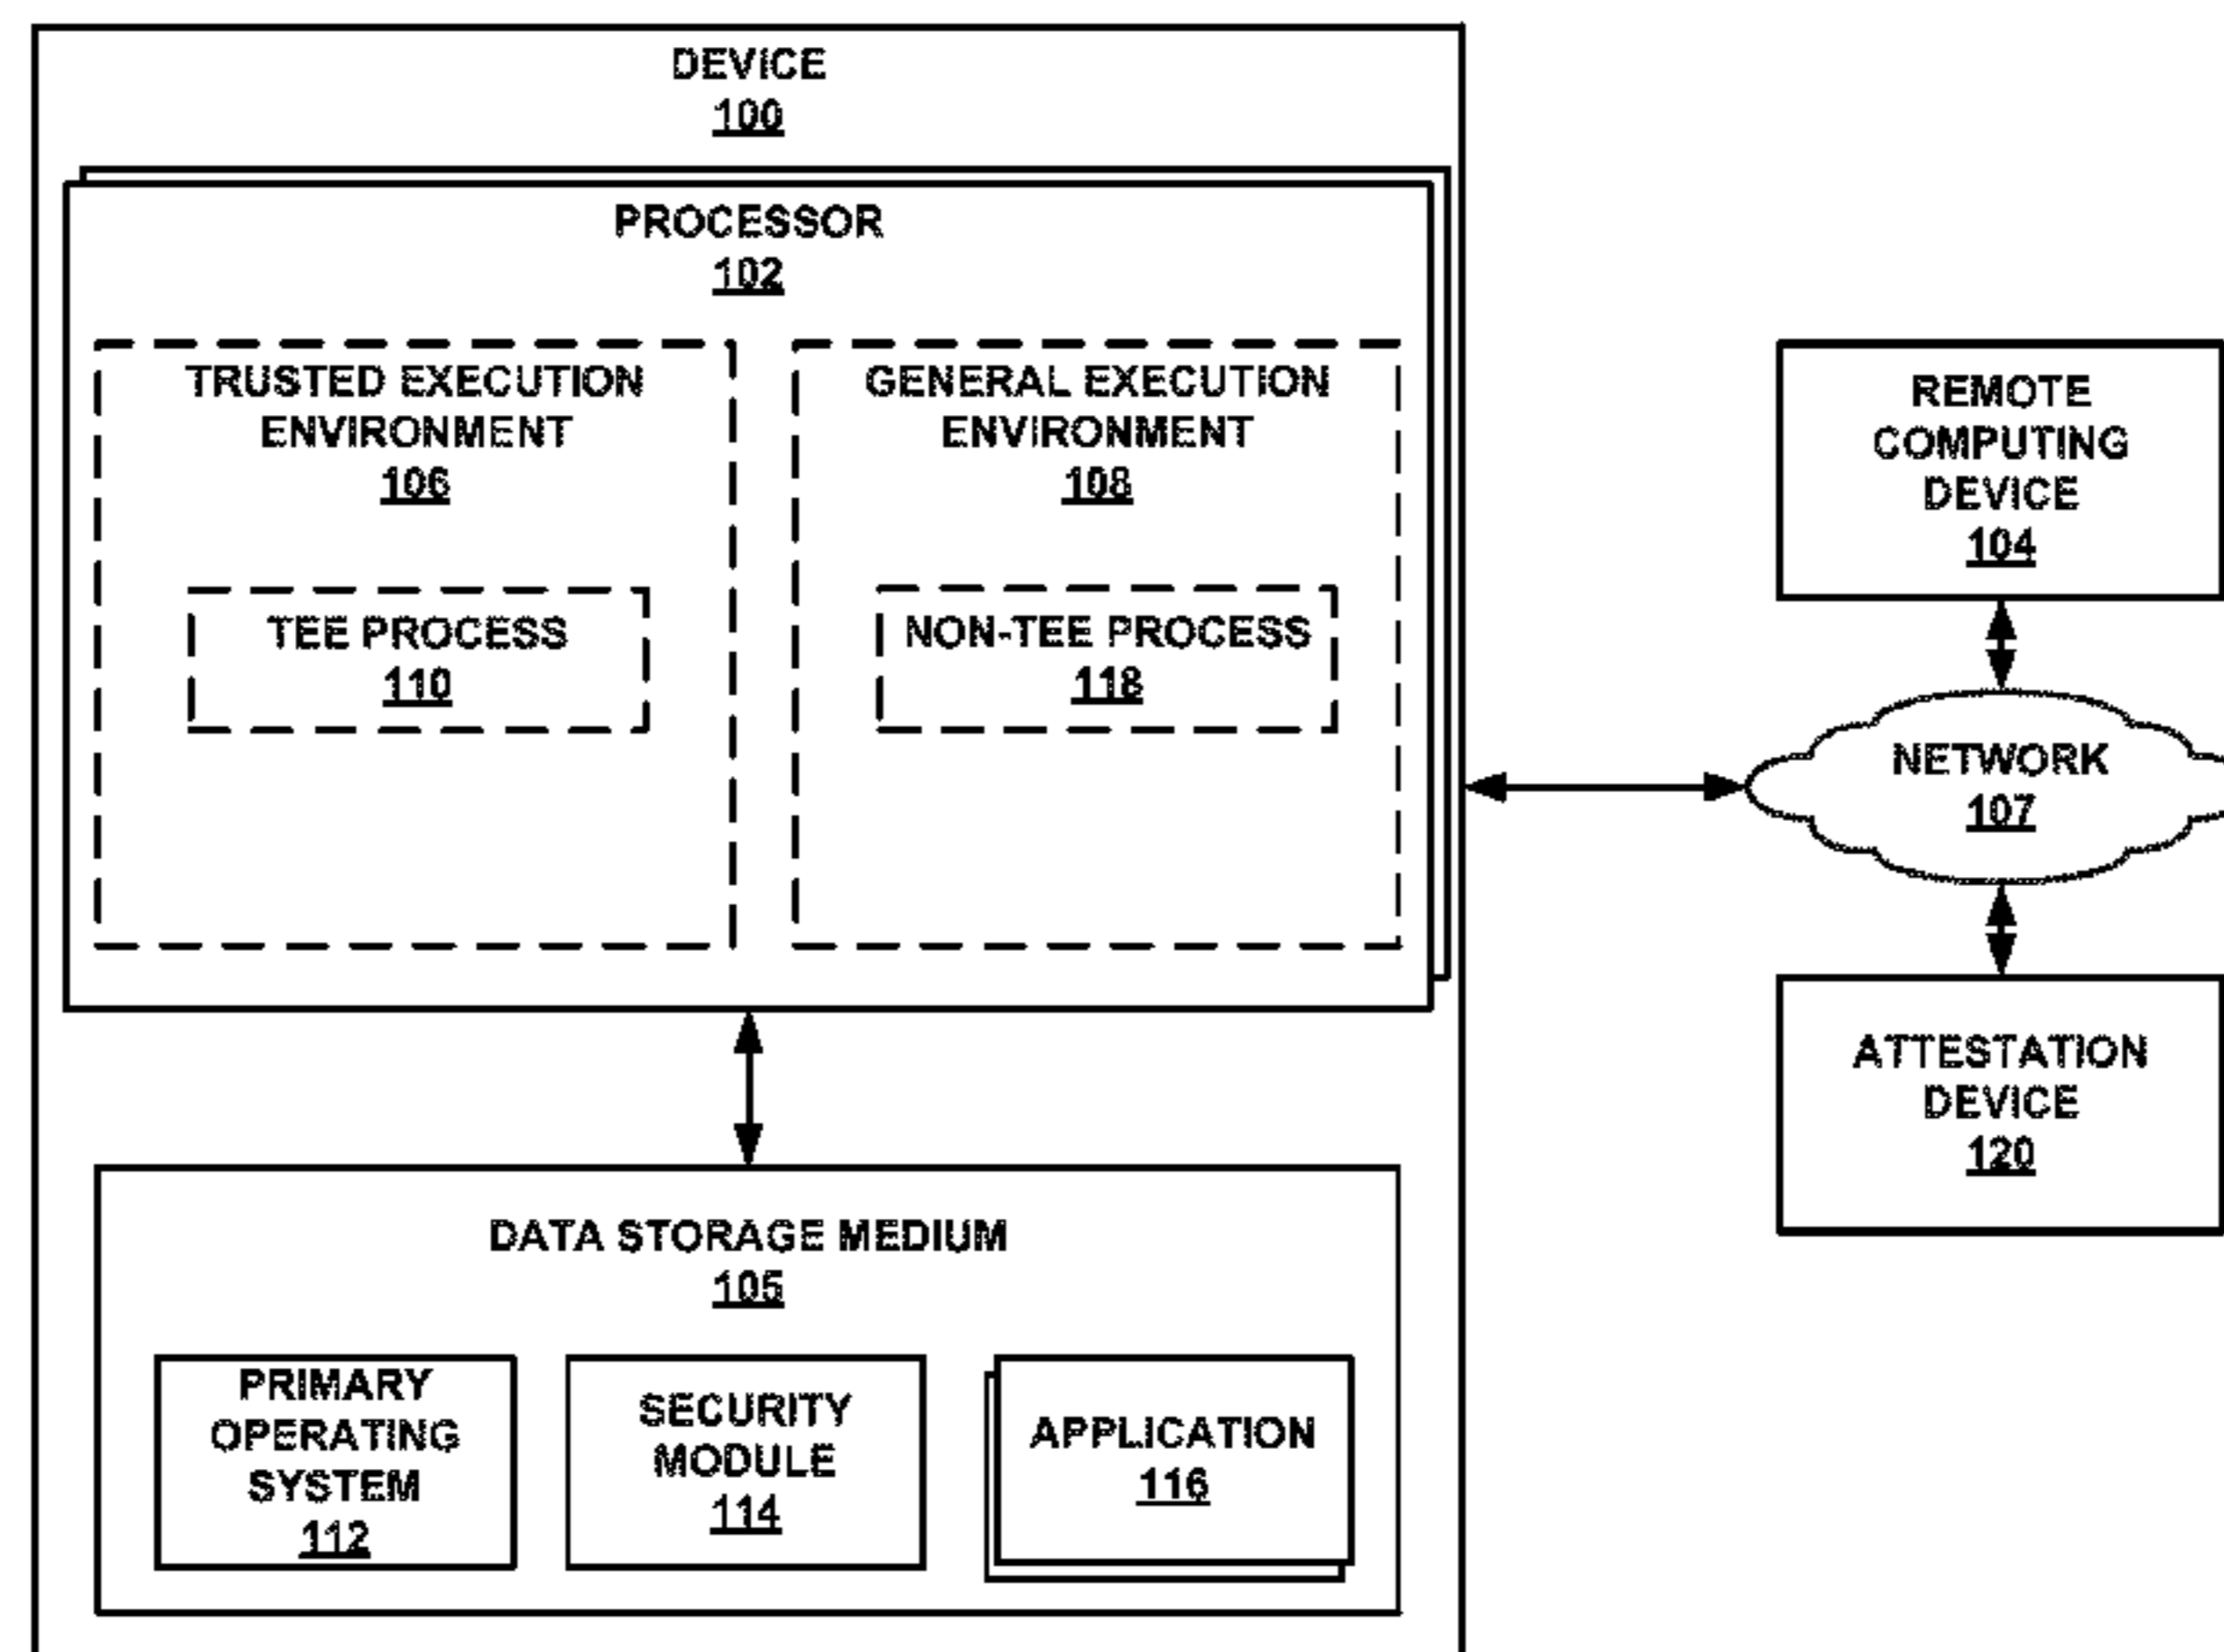 DEVICE
100
PROCESSOR
102
TRUSTED EXECUTION
ENVIRONMENT
106
TEE PROCESS
110
GENERAL EXECUTION
ENVIRONMENT
108
NON-TEE PROCESS
118
DATA STORAGE MEDIUM
105
PRIMARY
OPERATING
SYSTEM
112
SECURITY
MODULE
114
APPLICATION
116
REMOTE
COMPUTING
DEVICE
104
NETWORK
107
ATTESTATION
DEVICE
120